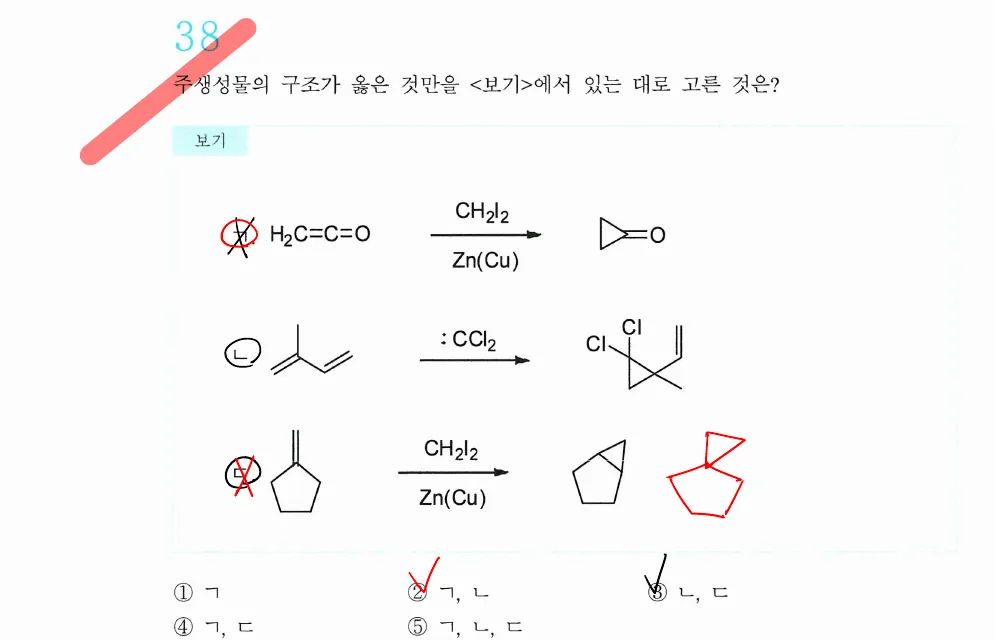 38
주생성물의 구조가 옳은 것만을 <보기>에서 있는 대로 고른 것은?
보기
ㄱ. H₂C=C=O CH₂I₂ Zn(Cu) =O
ㄴ :CCl₂ Cl Cl
ㄷ CH₂I₂ Zn(Cu)
① ㄱ ② ㄱ, ㄴ ③ ㄴ, ㄷ
④ ㄱ, ㄷ ⑤ ㄱ, ㄴ, ㄷ